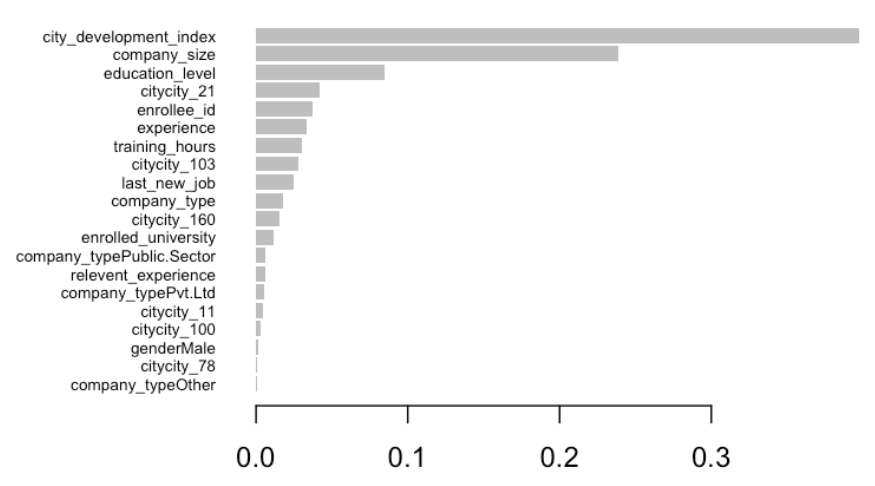 city_development_index
company_size
education_level
citycity_21
enrollee_id
experience
training_hours
citycity_103
last_new_job
company_type
citycity_160
enrolled_university
company_typePublic.Sector
relevent_experience
company_typePvt.Ltd
citycity_11
citycity_100
genderMale
citycity_78
company_typeOther
0.0 0.1 0.2 0.3